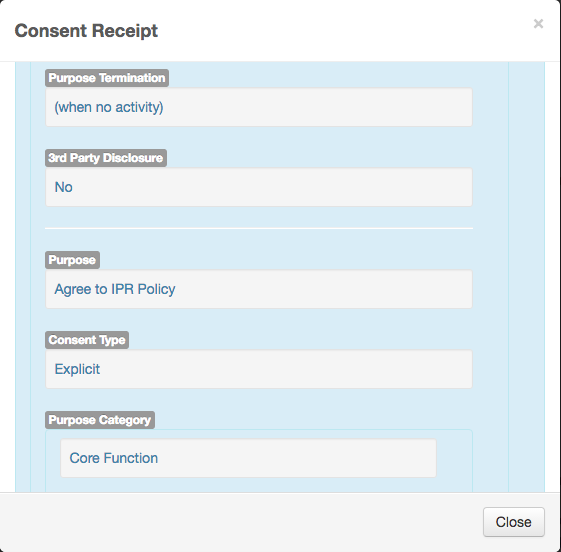 Consent Receipt
×
Purpose Termination
(when no activity)
3rd Party Disclosure
No
Purpose
Agree to IPR Policy
Consent Type
Explicit
Purpose Category
Core Function
Close